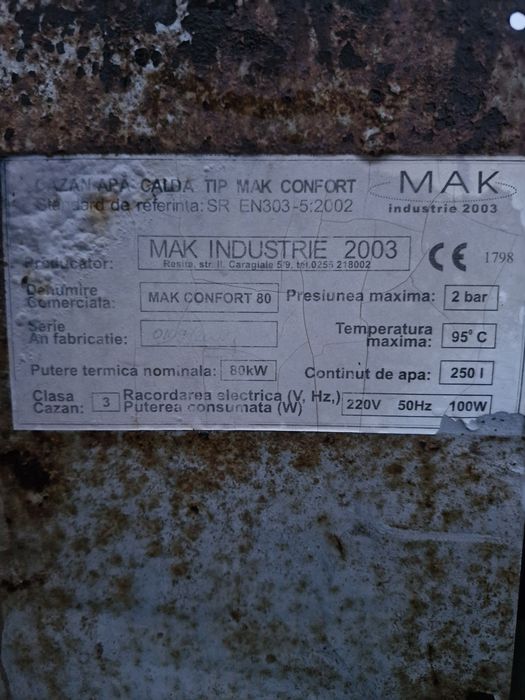 CAZAN APA CALDA TIP MAK CONFORT
Standard de referinta: SR EN303-5:2002
MAK
industrie 2003
Producator:
MAK INDUSTRIE 2003
Resita, str. I.L. Caragiale 5/9, tel.0255 218002
CE 1798
Denumire
Comerciala:
MAK CONFORT 80
Presiunea maxima: 2 bar
Serie
An fabricatie:
Temperatura
maxima:
95°C
Putere termica nominala: 80kW
Continut de apa: 250 l
Clasa
Cazan:
3
Racordarea electrica (V, Hz,)
Puterea consumata (W)
220V 50Hz 100W